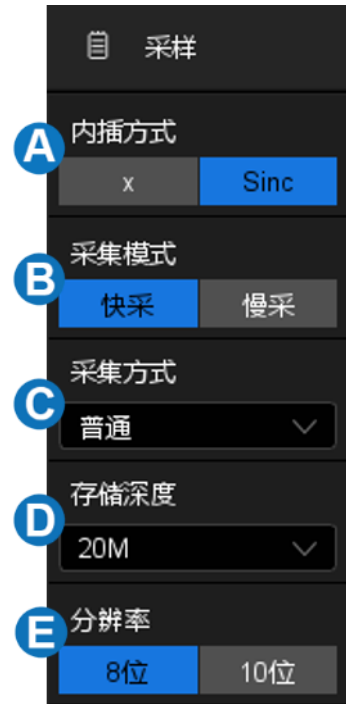 采样
A
内插方式
x Sinc
B
采集模式
快采 慢采
C
采集方式
普通
D
存储深度
20M
E
分辨率
8位 10位